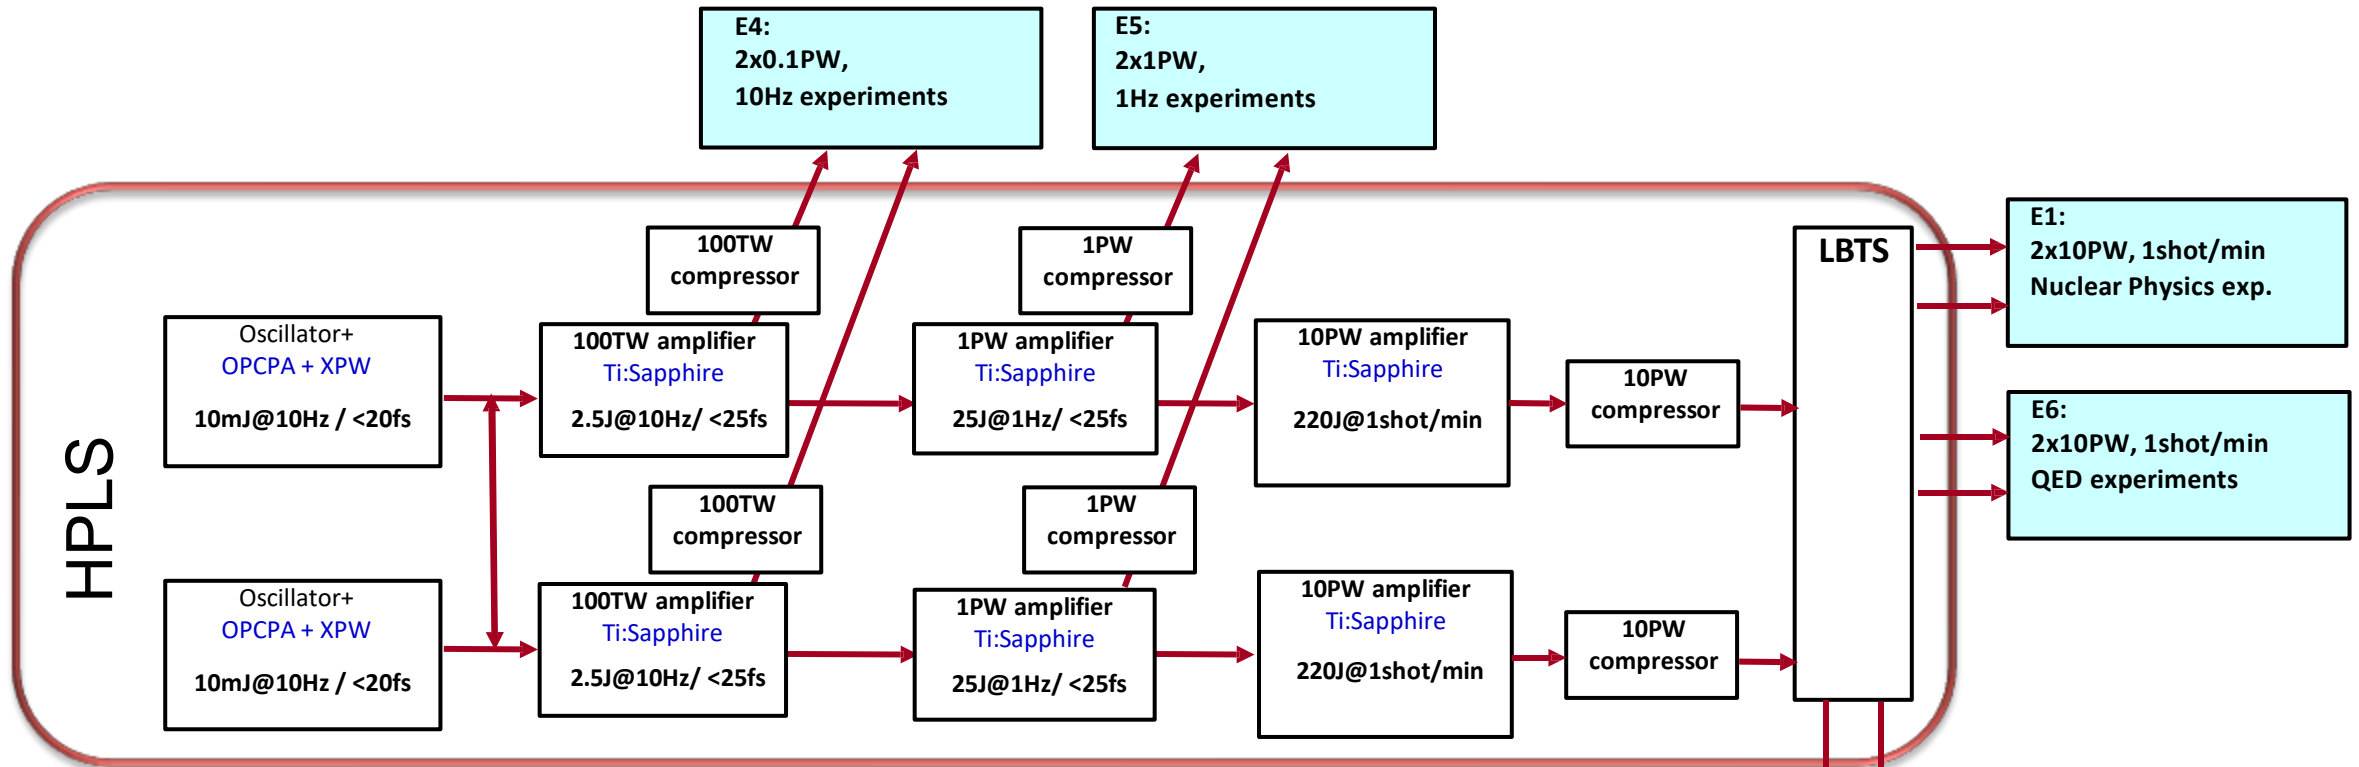 E4:
2x0.1PW,
10Hz experiments
E5:
2x1PW,
1Hz experiments
HPLS
Oscillator+
OPCPA + XPW
10mJ@10Hz / <20fs
100TW
compressor
100TW amplifier
Ti:Sapphire
2.5J@10Hz/ <25fs
1PW
compressor
1PW amplifier
Ti:Sapphire
25J@1Hz/ <25fs
10PW amplifier
Ti:Sapphire
220J@1shot/min
10PW
compressor
LBTS
E1:
2x10PW, 1shot/min
Nuclear Physics exp.
E6:
2x10PW, 1shot/min
QED experiments
Oscillator+
OPCPA + XPW
10mJ@10Hz / <20fs
100TW
compressor
100TW amplifier
Ti:Sapphire
2.5J@10Hz/ <25fs
1PW
compressor
1PW amplifier
Ti:Sapphire
25J@1Hz/ <25fs
10PW amplifier
Ti:Sapphire
220J@1shot/min
10PW
compressor